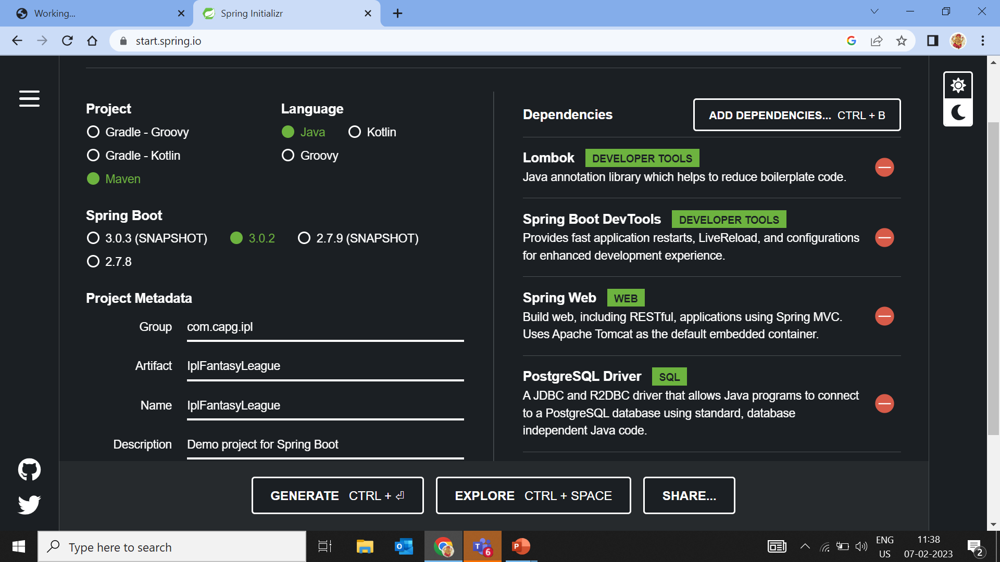 Working...
Spring Initializr
start.spring.io
Project
Gradle - Groovy
Gradle - Kotlin
Maven
Language
Java
Kotlin
Groovy
Spring Boot
3.0.3 (SNAPSHOT)
3.0.2
2.7.9 (SNAPSHOT)
2.7.8
Project Metadata
Group com.capg.ipl
Artifact IplFantasyLeague
Name IplFantasyLeague
Description Demo project for Spring Boot
Dependencies
ADD DEPENDENCIES... CTRL + B
Lombok DEVELOPER TOOLS
Java annotation library which helps to reduce boilerplate code.
Spring Boot DevTools DEVELOPER TOOLS
Provides fast application restarts, LiveReload, and configurations
for enhanced development experience.
Spring Web WEB
Build web, including RESTful, applications using Spring MVC.
Uses Apache Tomcat as the default embedded container.
PostgreSQL Driver SQL
A JDBC and R2DBC driver that allows Java programs to connect
to a PostgreSQL database using standard, database
independent Java code.
GENERATE CTRL + ⏎
EXPLORE CTRL + SPACE
SHARE...
Type here to search
T 6
P
ENG
US
11:38
07-02-2023
2